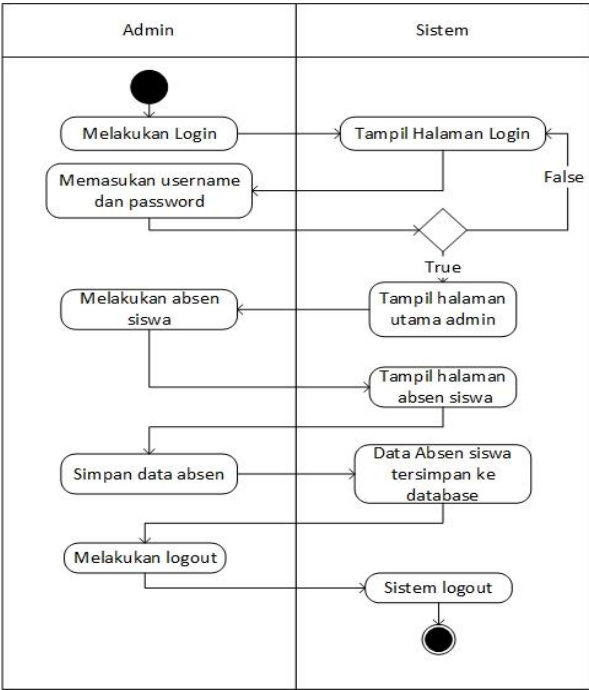 Admin
Sistem
Melakukan Login
Tampil Halaman Login
Memasukan username
dan password
False
True
Tampil halaman
utama admin
Melakukan absen
siswa
Tampil halaman
absen siswa
Simpan data absen
Data Absen siswa
tersimpan ke
database
Melakukan logout
Sistem logout